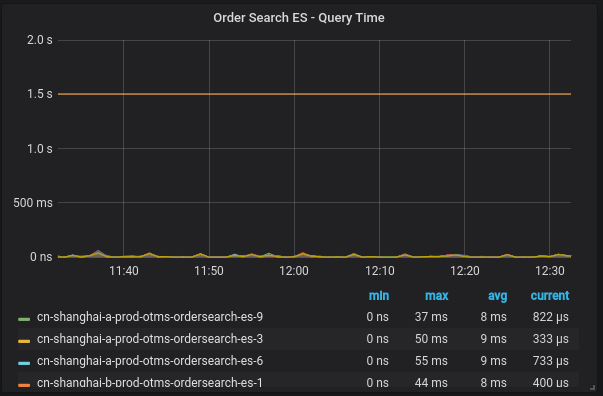 Order Search ES - Query Time
2.0 s
1.5 s
1.0 s
500 ms
0 ns
11:40 11:50 12:00 12:10 12:20 12:30
min max avg current
cn-shanghai-a-prod-otms-ordersearch-es-9 0 ns 37 ms 8 ms 822 µs
cn-shanghai-a-prod-otms-ordersearch-es-3 0 ns 50 ms 9 ms 333 µs
cn-shanghai-a-prod-otms-ordersearch-es-6 0 ns 55 ms 9 ms 733 µs
cn-shanghai-b-prod-otms-ordersearch-es-1 0 ns 44 ms 8 ms 400 µs